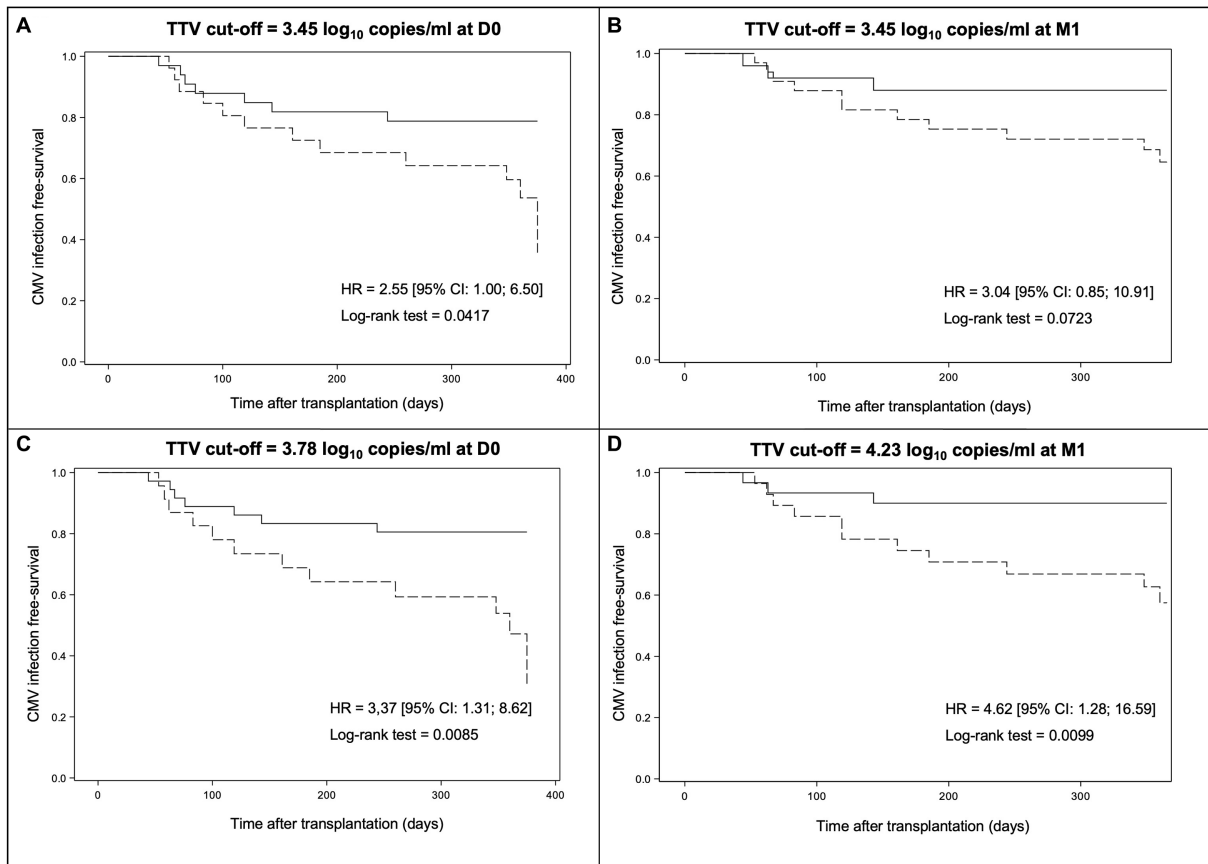 A
TTV cut-off = 3.45 log10 copies/ml at D0
CMV infection free-survival
1.0
0.8
0.6
0.4
0.2
0.0
HR = 2.55 [95% CI: 1.00; 6.50]
Log-rank test = 0.0417
0 100 200 300 400
Time after transplantation (days)
B
TTV cut-off = 3.45 log10 copies/ml at M1
CMV infection free-survival
1.0
0.8
0.6
0.4
0.2
0.0
HR = 3.04 [95% CI: 0.85; 10.91]
Log-rank test = 0.0723
0 100 200 300
Time after transplantation (days)
C
TTV cut-off = 3.78 log10 copies/ml at D0
CMV infection free-survival
1.0
0.8
0.6
0.4
0.2
0.0
HR = 3,37 [95% CI: 1.31; 8.62]
Log-rank test = 0.0085
0 100 200 300 400
Time after transplantation (days)
D
TTV cut-off = 4.23 log10 copies/ml at M1
CMV infection free-survival
1.0
0.8
0.6
0.4
0.2
0.0
HR = 4.62 [95% CI: 1.28; 16.59]
Log-rank test = 0.0099
0 100 200 300
Time after transplantation (days)